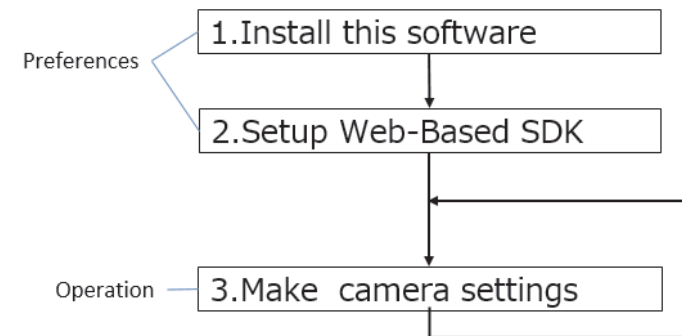 1.Install this software
Preferences
2.Setup Web-Based SDK
Operation
3.Make camera settings